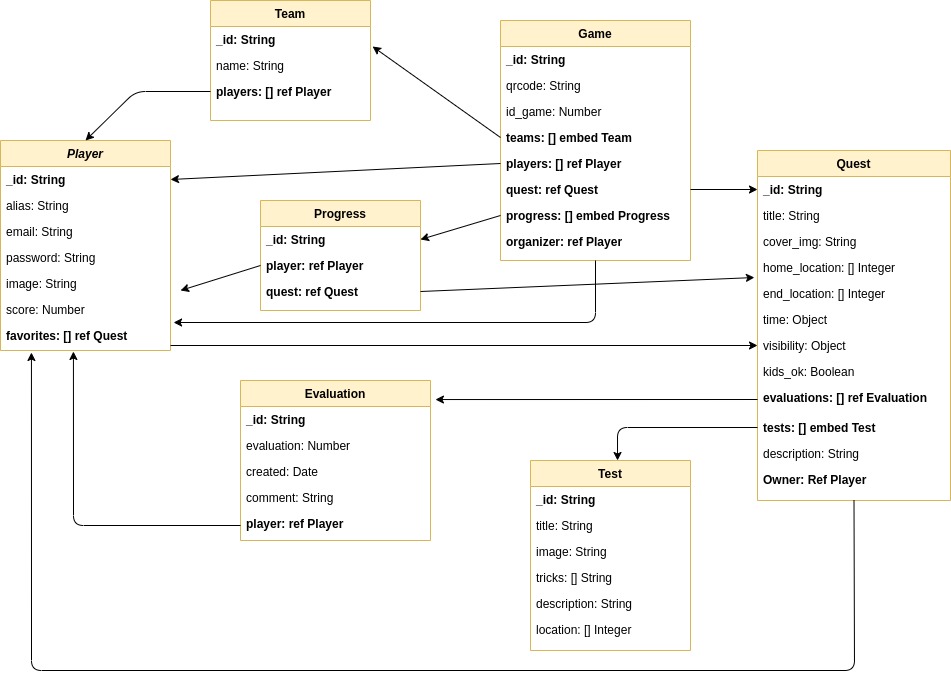 Team
_id: String
name: String
players: [] ref Player
Game
_id: String
qrcode: String
id_game: Number
teams: [] embed Team
players: [] ref Player
quest: ref Quest
progress: [] embed Progress
organizer: ref Player
Player
_id: String
alias: String
email: String
password: String
image: String
score: Number
favorites: [] ref Quest
Progress
_id: String
player: ref Player
quest: ref Quest
Quest
_id: String
title: String
cover_img: String
home_location: [] Integer
end_location: [] Integer
time: Object
visibility: Object
kids_ok: Boolean
evaluations: [] ref Evaluation
tests: [] embed Test
description: String
Owner: Ref Player
Evaluation
_id: String
evaluation: Number
created: Date
comment: String
player: ref Player
Test
_id: String
title: String
image: String
tricks: [] String
description: String
location: [] Integer